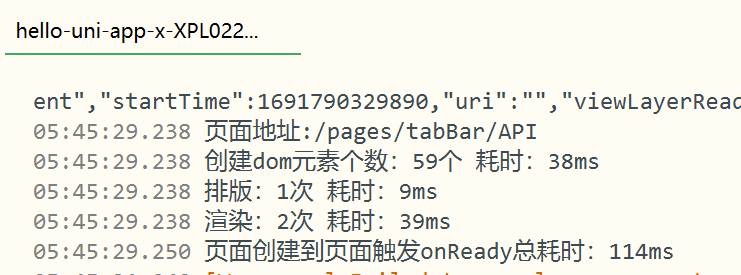 hello-uni-app-x-XPL022...
ent","startTime":1691790329890,"uri":"","viewLayerRead
05:45:29.238 页面地址:/pages/tabBar/API
05:45:29.238 创建dom元素个数：59个 耗时：38ms
05:45:29.238 排版：1次 耗时：9ms
05:45:29.238 渲染：2次 耗时：39ms
05:45:29.250 页面创建到页面触发onReady总耗时：114ms